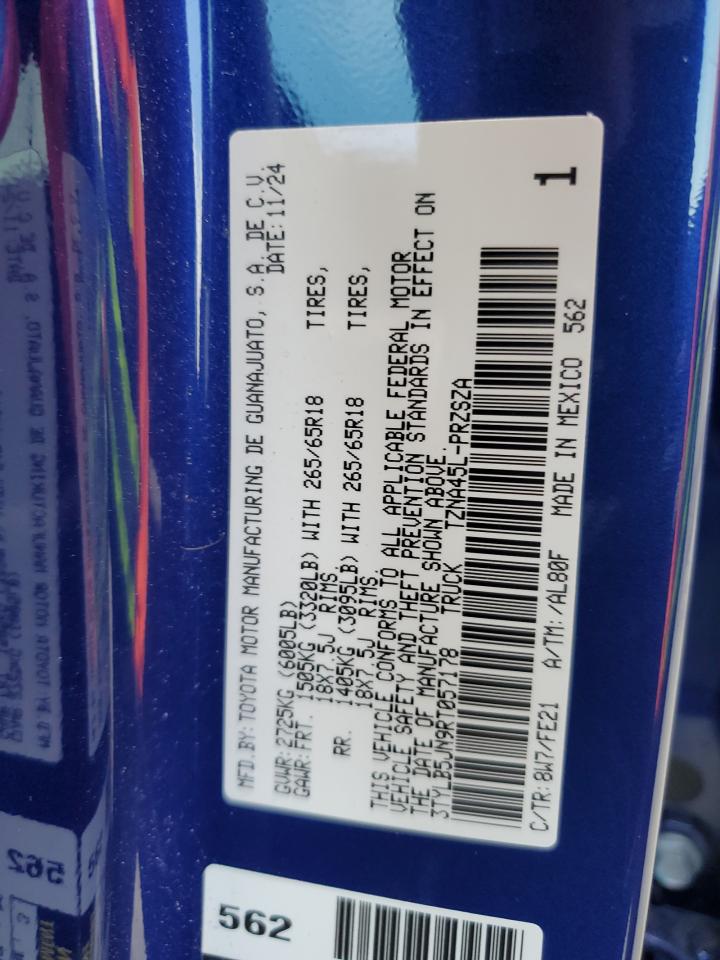 MFD.BY: TOYOTA MOTOR MANUFACTURING DE GUANAJUATO, S.A. DE C.V.
DATE: 11/24
GVWR: 2725KG (6005LB)
GAWR: FRT. 1505KG (3320LB) WITH 265/65R18 TIRES,
18X7.5J RIMS
RR. 1405KG (3095LB) WITH 265/65R18 TIRES,
18X7.5J RIMS
THIS VEHICLE CONFORMS TO ALL APPLICABLE FEDERAL MOTOR
VEHICLE SAFETY AND THEFT PREVENTION STANDARDS IN EFFECT ON
THE DATE OF MANUFACTURE SHOWN ABOVE.
3TYLB5JN9RT057178 TRUCK TZNA45L-PRZSZA
1
C/TR: 8W7/FE21 A/TM: /AL80F MADE IN MEXICO 562
562